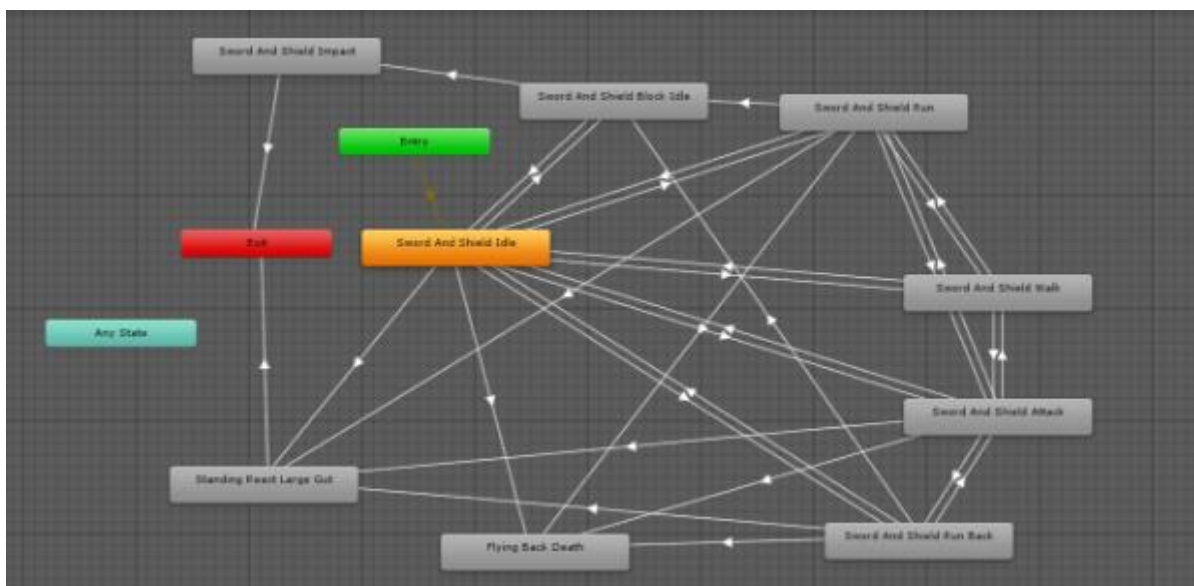 Sword And Shield Impact
Sword And Shield Block Idle
Sword And Shield Run
Entry
Exit
Sword And Shield Idle
Sword And Shield Walk
Any State
Sword And Shield Attack
Standing React Large Gut
Flying Back Death
Sword And Shield Run Back